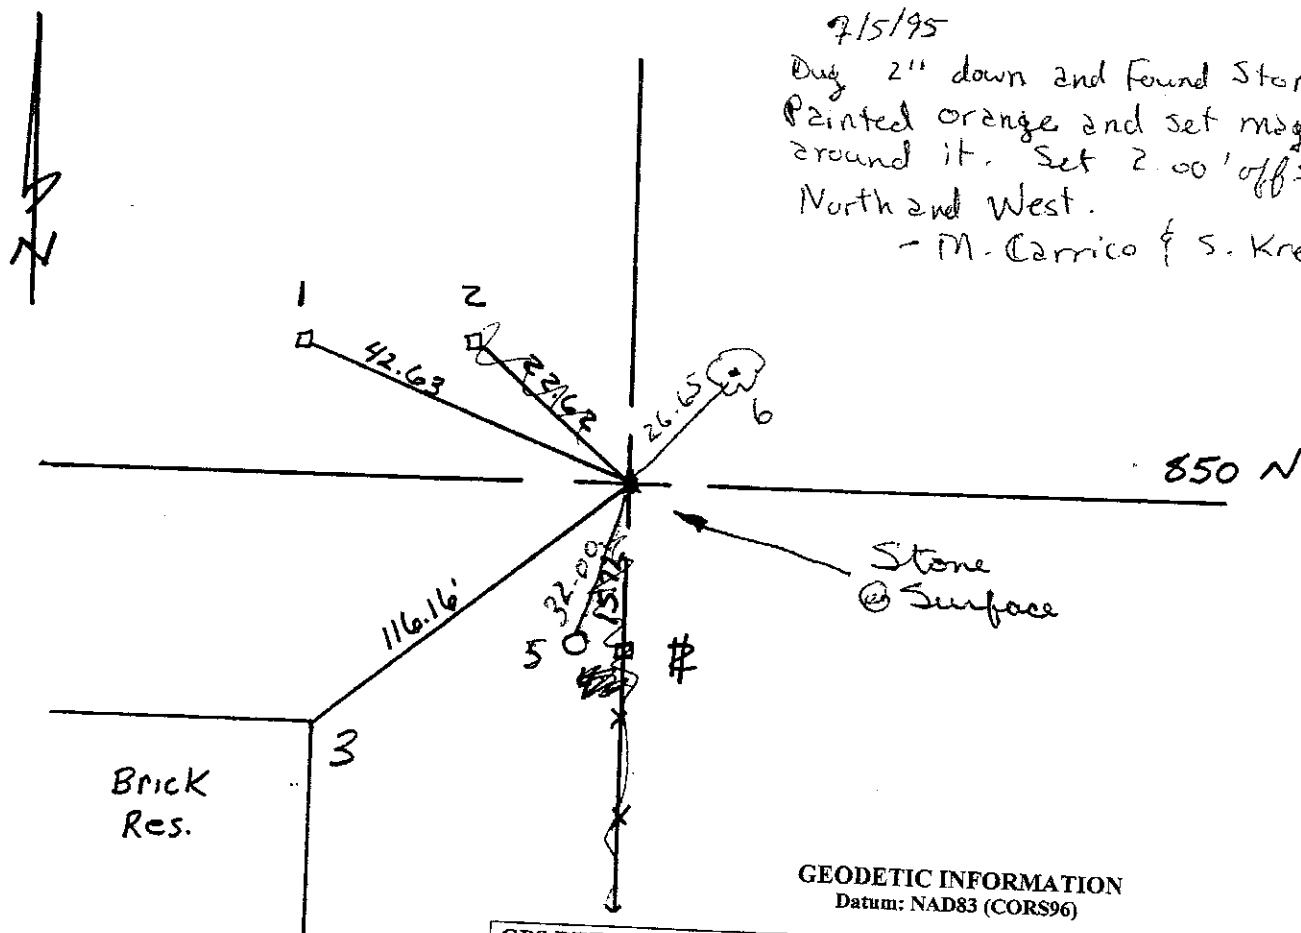 7/5/95
Dug 2" down and Found
Painted orange and set
around it. Set 2.00'
North and West.
- M. Carrico & S.
N
1
2
42.63
22.62
26.65
6
850 N
Stone
@ Surface
32.00
116.16'
5
3
Brick
Res.
GEODETIC INFORMATION
Datum: NAD83 (CORS96)